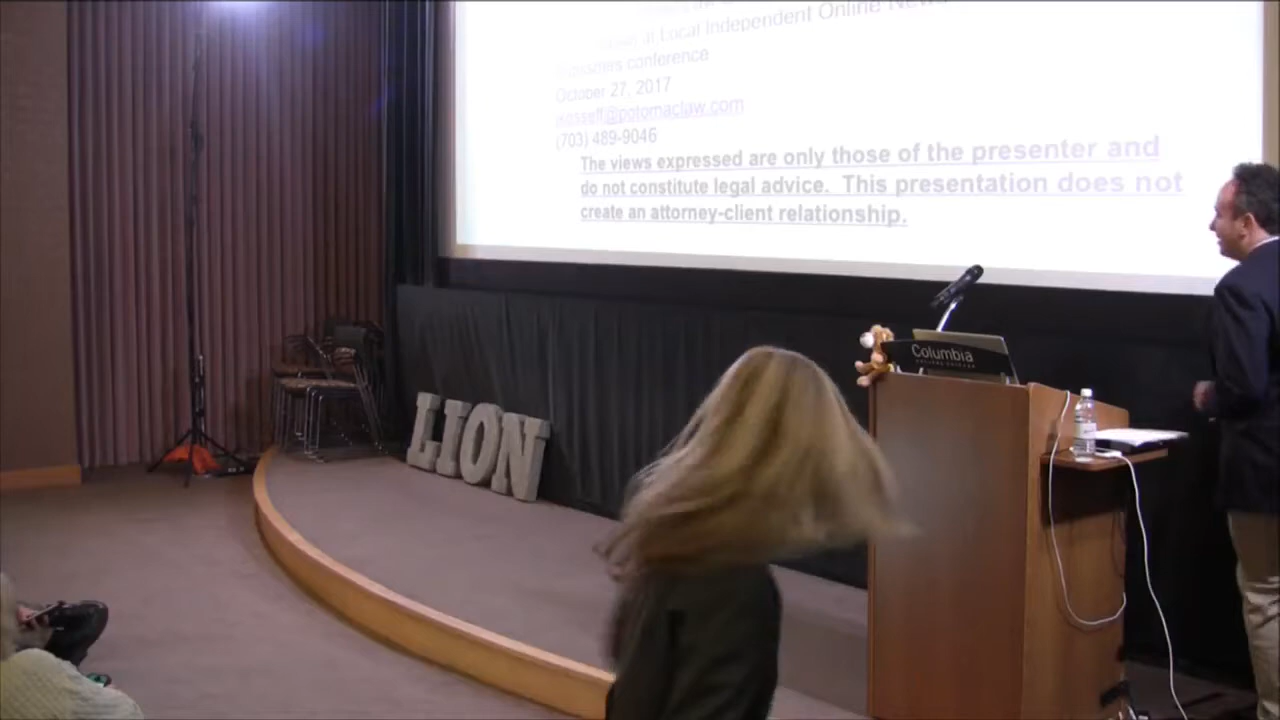 at Local Independent Online News
conference
October 27, 2017
jkosseff@potomaclaw.com
(703) 489-9046
The views expressed are only those of the presenter and
do not constitute legal advice. This presentation does not
create an attorney-client relationship.
LION
Columbia